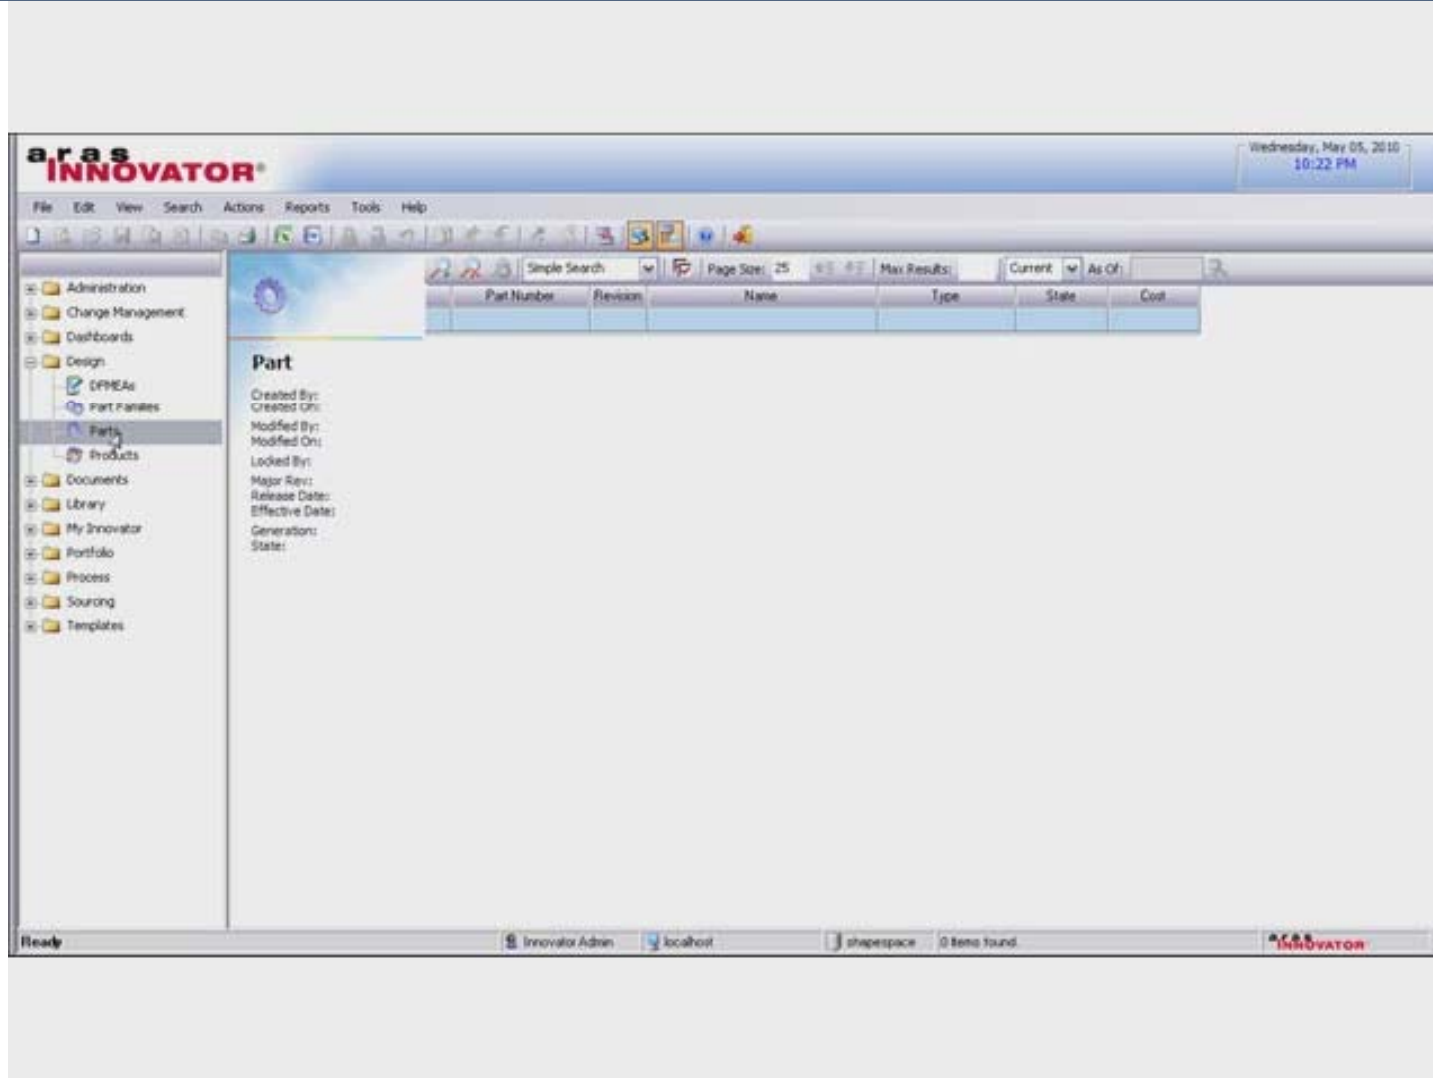 aras
INNOVATOR®
Wednesday, May 05, 2010
10:22 PM
File Edit View Search Actions Reports Tools Help
Simple Search Page Size: 25 Max Results: Current As Of:
Part Number Revision Name Type State Cost
Administration
Change Management
Dashboards
Design
DFMEAs
Part Families
Parts
Products
Documents
Library
My Innovator
Portfolio
Process
Sourcing
Templates
Part
Created By:
Created On:
Modified By:
Modified On:
Locked By:
Major Rev:
Release Date:
Effective Date:
Generation:
State:
Ready Innovator Admin localhost shapespace 0 Items found.
aras
INNOVATOR